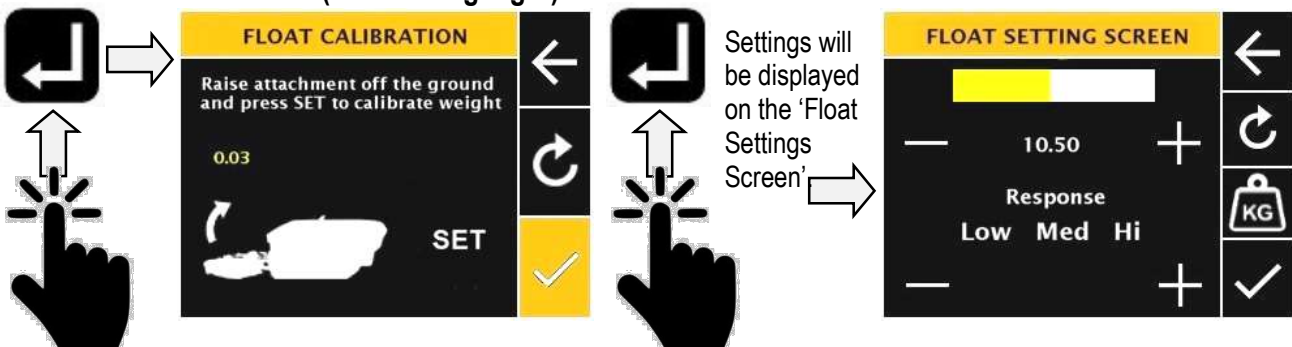 FLOAT CALIBRATION
Raise attachment off the ground
and press SET to calibrate weight
0.03
SET
Settings will
be displayed
on the ‘Float
Settings
Screen’
FLOAT SETTING SCREEN
10.50
Response
Low Med Hi
KG